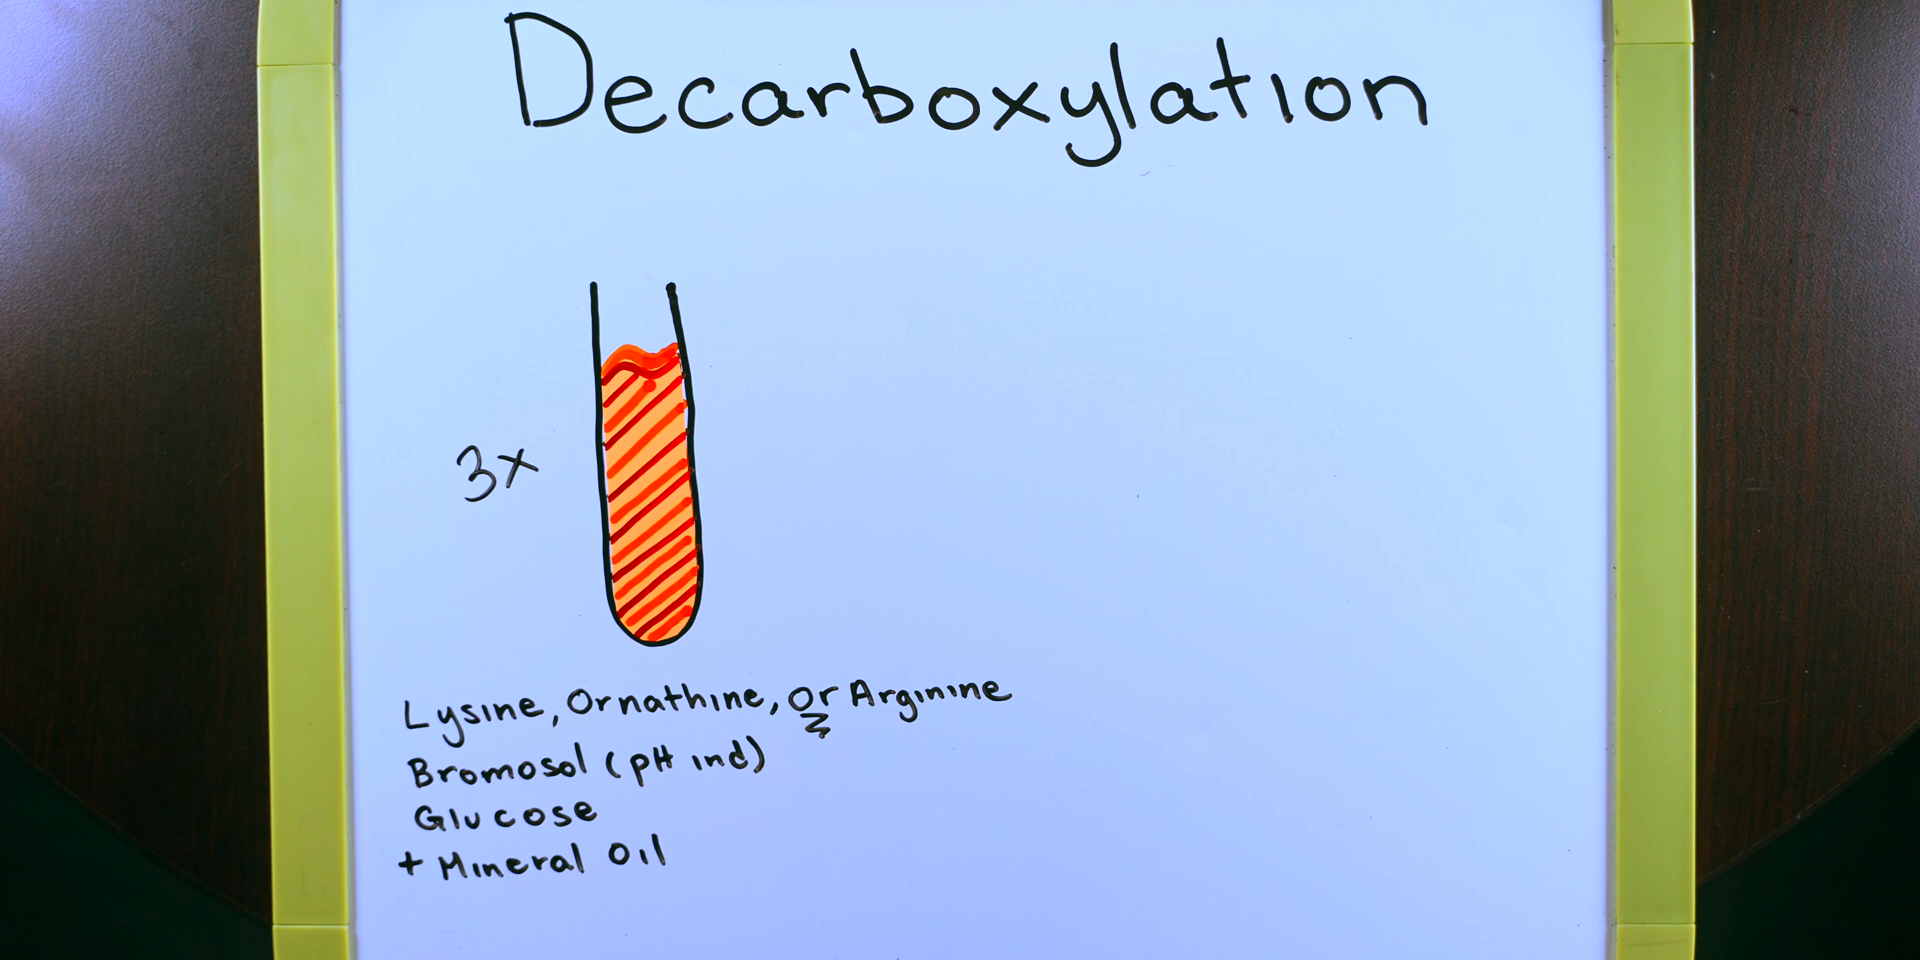 Decarboxylation
3x
Lysine, Ornathine, or Arginine
Bromosol (pH ind)
Glucose
+ Mineral Oil